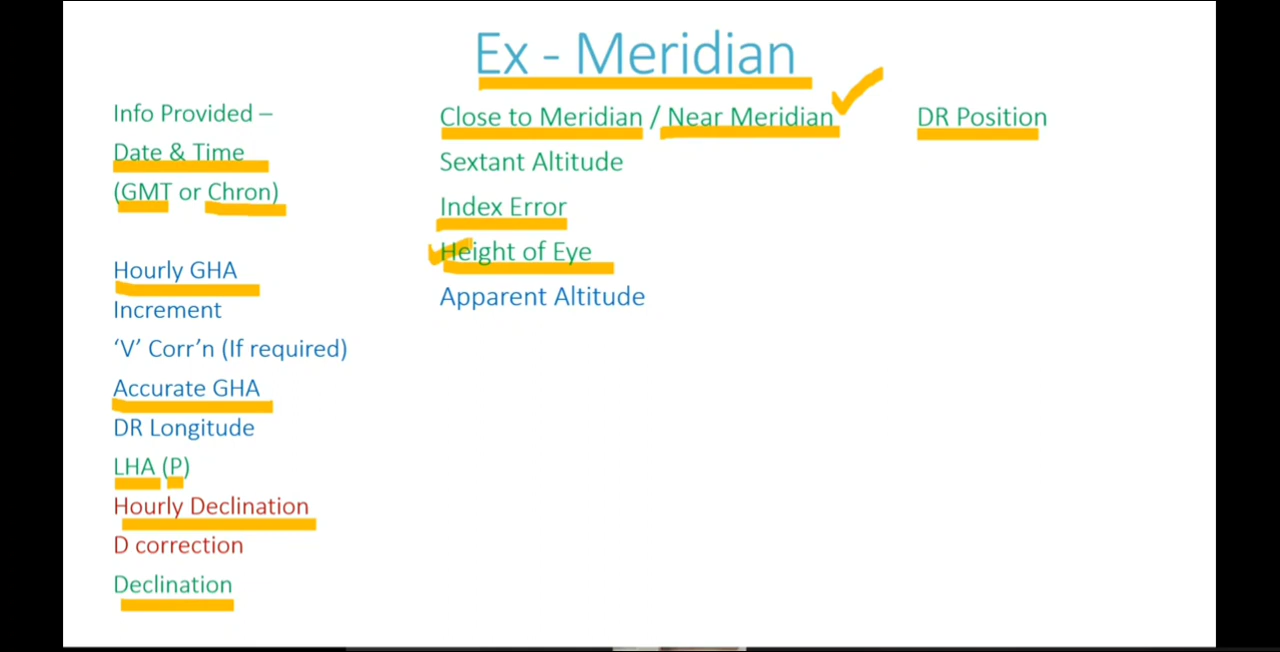 Ex - Meridian
Info Provided –
Date & Time
(GMT or Chron)
Hourly GHA
Increment
‘V’ Corr’n (If required)
Accurate GHA
DR Longitude
LHA (P)
Hourly Declination
D correction
Declination
Close to Meridian / Near Meridian
Sextant Altitude
Index Error
Height of Eye
Apparent Altitude
DR Position